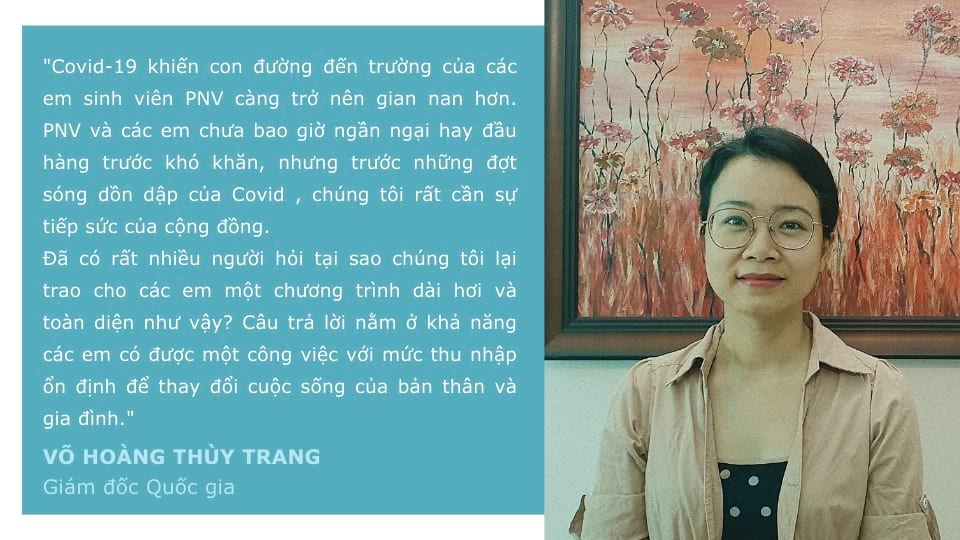 "Covid-19 khiến con đường đến trường của các
em sinh viên PNV càng trở nên gian nan hơn.
PNV và các em chưa bao giờ ngần ngại hay đầu
hàng trước khó khăn, nhưng trước những đợt
sóng dồn dập của Covid , chúng tôi rất cần sự
tiếp sức của cộng đồng.
Đã có rất nhiều người hỏi tại sao chúng tôi lại
trao cho các em một chương trình dài hơi và
toàn diện như vậy? Câu trả lời nằm ở khả năng
các em có được một công việc với mức thu nhập
ổn định để thay đổi cuộc sống của bản thân và
gia đình."
VÕ HOÀNG THÙY TRANG
Giám đốc Quốc gia